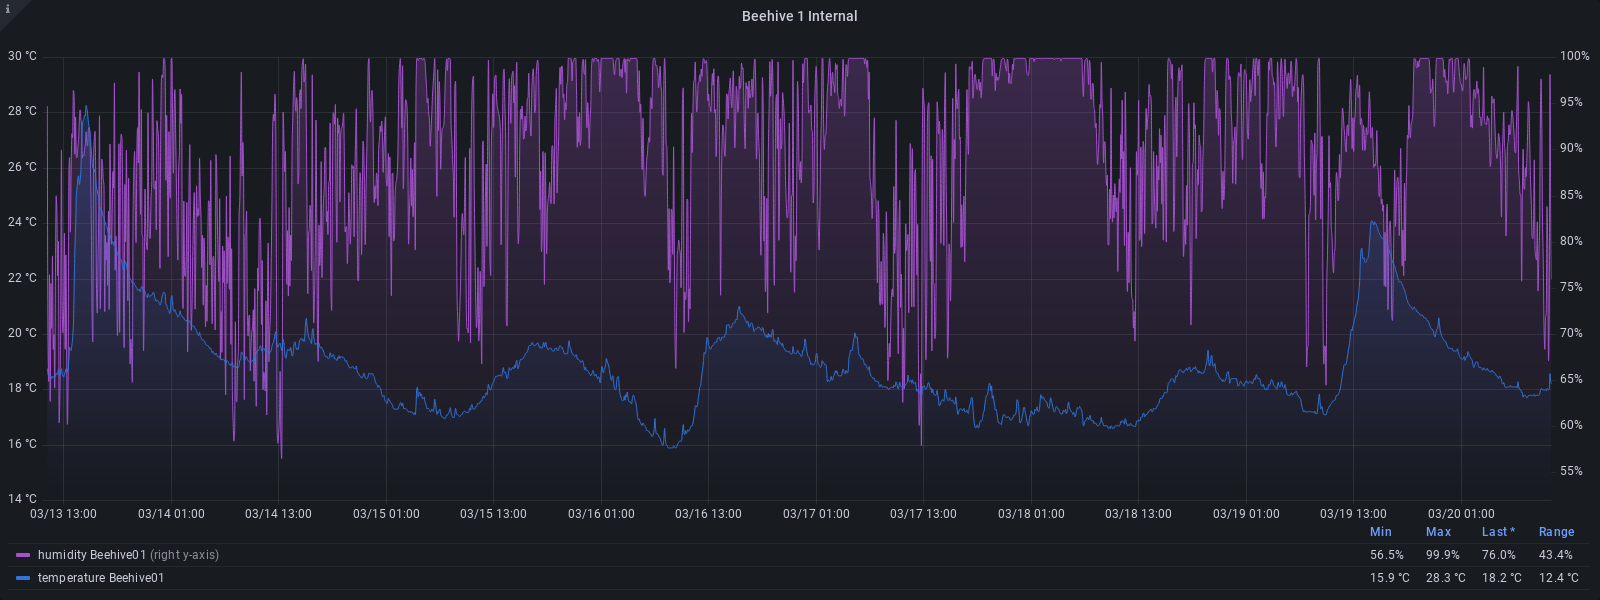 i
Beehive 1 Internal
30 °C 100%
28 °C 95%
26 °C 90%
24 °C 85%
22 °C 80%
20 °C 75%
18 °C 70%
16 °C 65%
14 °C 60%
55%
03/13 13:00 03/14 01:00 03/14 13:00 03/15 01:00 03/15 13:00 03/16 01:00 03/16 13:00 03/17 01:00 03/17 13:00 03/18 01:00 03/18 13:00 03/19 01:00 03/19 13:00 03/20 01:00
Min Max Last * Range
humidity Beehive01 (right y-axis) 56.5% 99.9% 76.0% 43.4%
temperature Beehive01 15.9 °C 28.3 °C 18.2 °C 12.4 °C